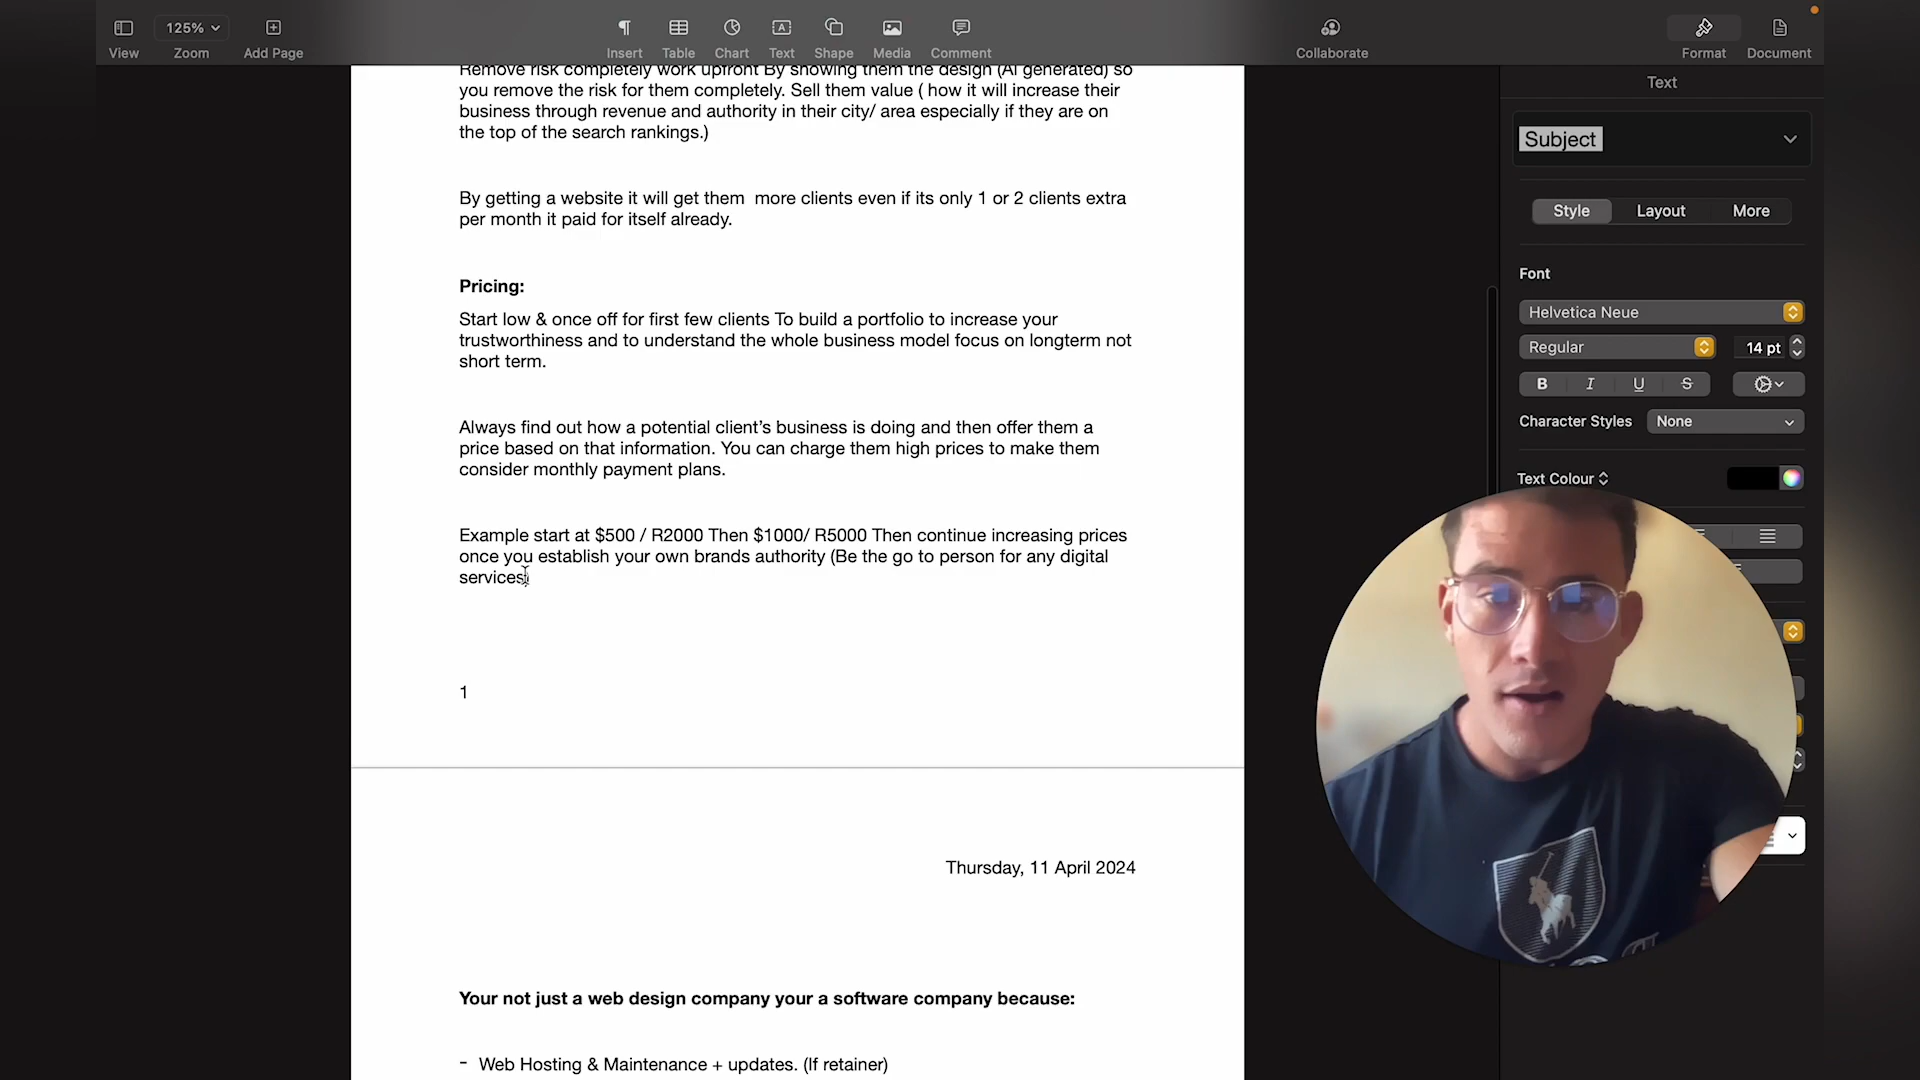 125%
View
Zoom
Add Page
Insert
Table
Chart
Text
Shape
Media
Comment
Collaborate
Format
Document
Remove risk completely work upfront By showing them the design (AI generated) so
you remove the risk for them completely. Sell them value ( how it will increase their
business through revenue and authority in their city/ area especially if they are on
the top of the search rankings.)
By getting a website it will get them  more clients even if its only 1 or 2 clients extra
per month it paid for itself already.
Pricing:
Start low & once off for first few clients To build a portfolio to increase your
trustworthiness and to understand the whole business model focus on longterm not
short term.
Always find out how a potential client’s business is doing and then offer them a
price based on that information. You can charge them high prices to make them
consider monthly payment plans.
Example start at $500 / R2000 Then $1000/ R5000 Then continue increasing prices
once you establish your own brands authority (Be the go to person for any digital
services)
1
Thursday, 11 April 2024
Your not just a web design company your a software company because:
- Web Hosting & Maintenance + updates. (If retainer)
Text
Subject
Style
Layout
More
Font
Helvetica Neue
Regular
14 pt
B I U S
Character Styles
None
Text Colour